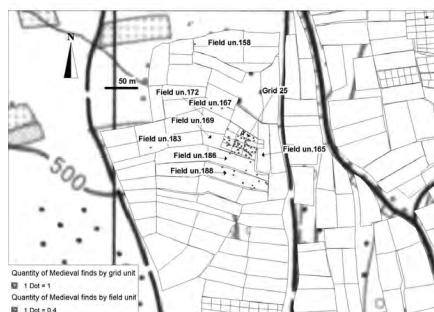 Field un.158
N
50 m
Grid 25
Field un.172
Field un.167
Field un.169
Field un.183
Field un.165
Field un.186
500
Field un.188
Quantity of Medieval finds by grid unit
1 Dot = 1
Quantity of Medieval finds by field unit
1 Dot = 0.4